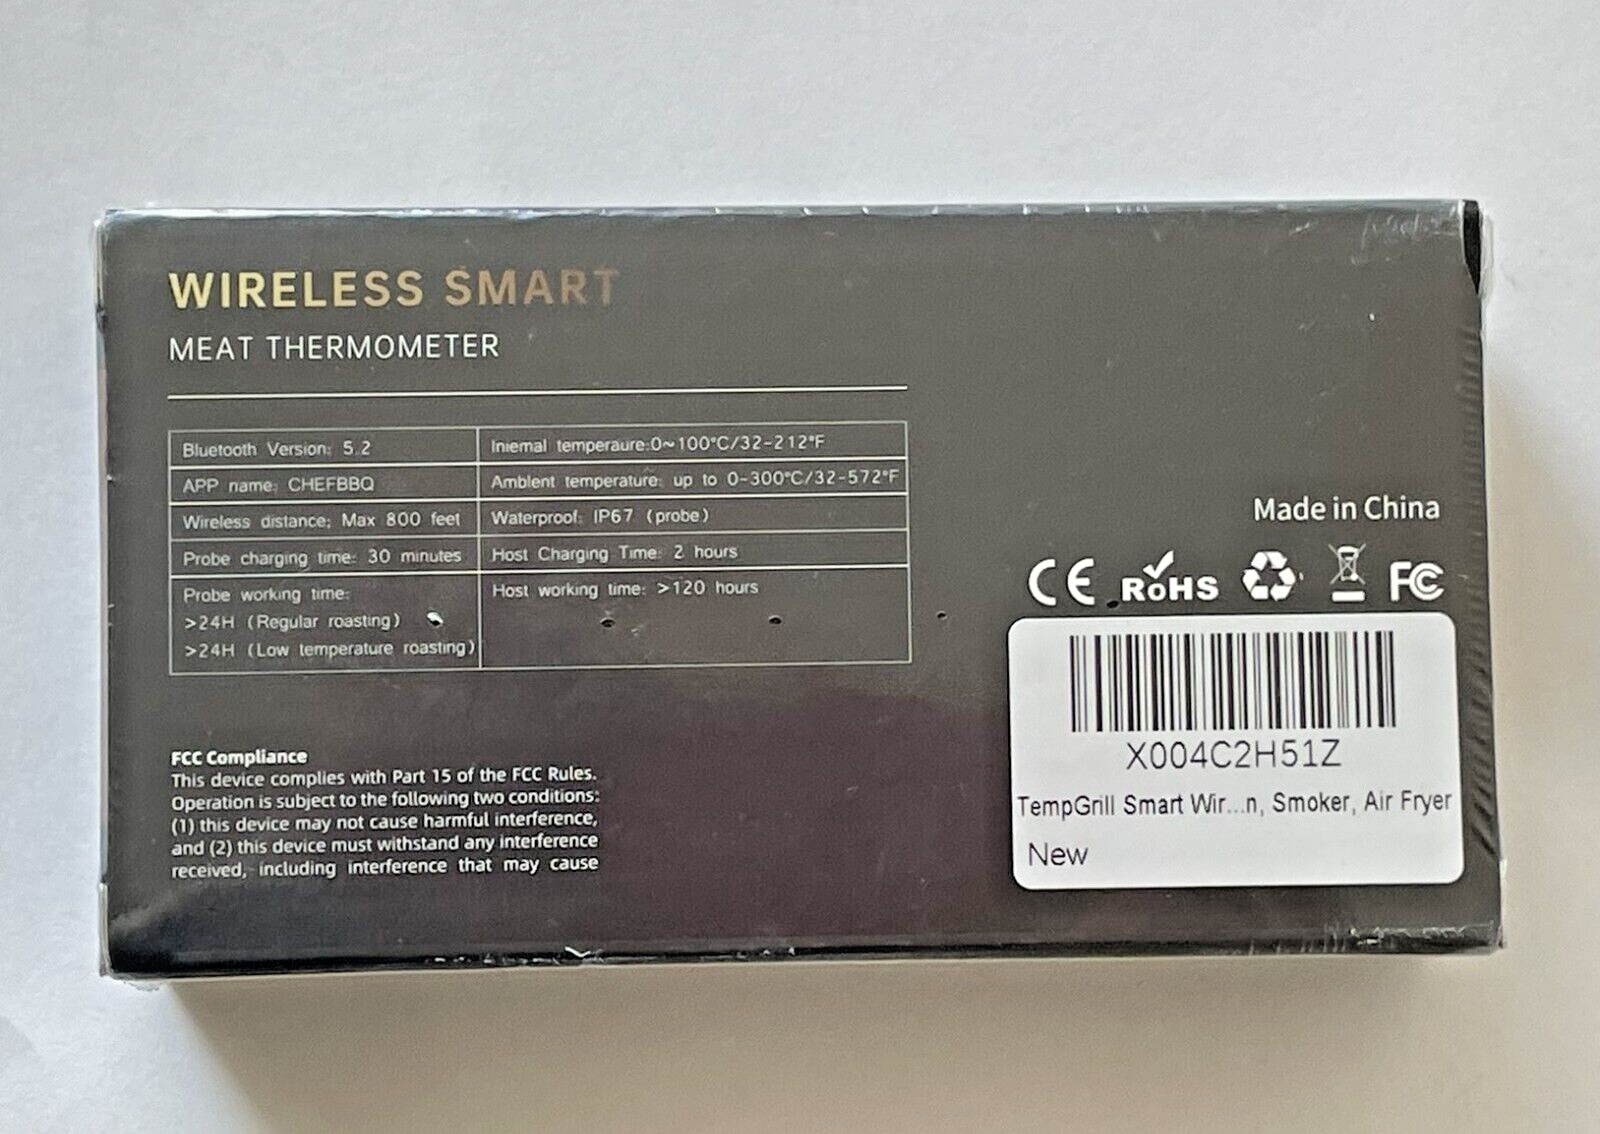 WIRELESS SMART
MEAT THERMOMETER
Bluetooth Version: 5.2
Iniemal temperaure:0~100°C/32-212°F
APP name: CHEFBBQ
Amblent temperature: up to 0-300°C/32-572°F
Wireless distance; Max 800 feet
Waterproof: IP67 (probe)
Probe charging time: 30 minutes
Host Charging Time: 2 hours
Probe working time:
>24H (Regular roasting)
>24H (Low temperature roasting)
Host working time: >120 hours
FCC Compliance
This device complies with Part 15 of the FCC Rules.
Operation is subject to the following two conditions:
(1) this device may not cause harmful interference,
and (2) this device must withstand any interference
received, including interference that may cause
Made in China
CE RoHS FC
X004C2H51Z
TempGrill Smart Wir...n, Smoker, Air Fryer
New